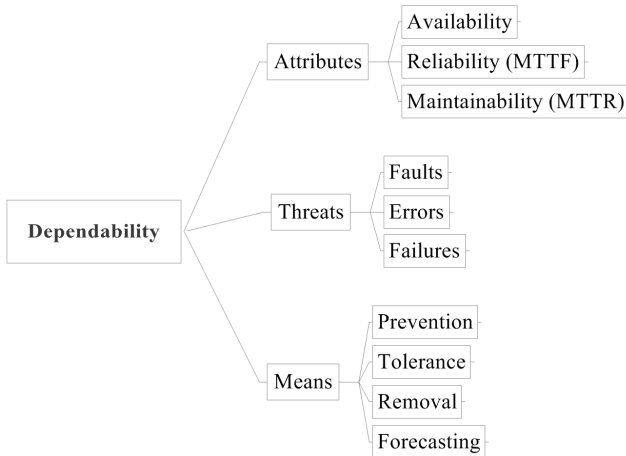 Dependability
Attributes
Availability
Reliability (MTTF)
Maintainability (MTTR)
Threats
Faults
Errors
Failures
Means
Prevention
Tolerance
Removal
Forecasting